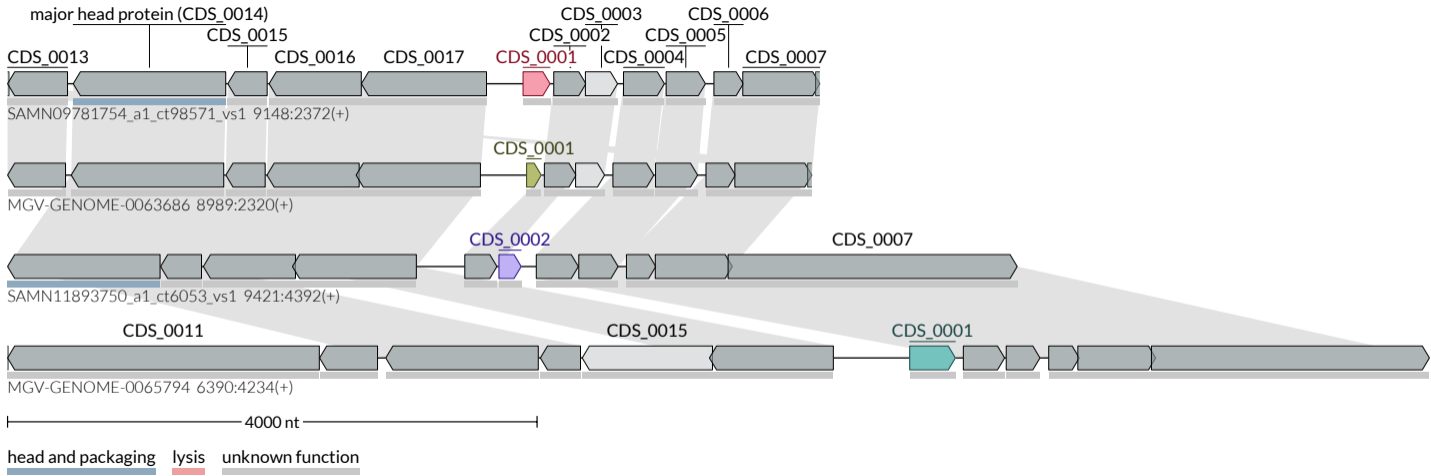 major head protein (CDS_0014)
CDS_0003
CDS_0006
CDS_0015
CDS_0002
CDS_0005
CDS_0013
CDS_0016
CDS_0017
CDS_0001
CDS_0004
CDS_0007
SAMN09781754_a1_ct98571_vs1 9148:2372(+)
CDS_0001
MGV-GENOME-0063686 8989:2320(+)
CDS_0002
CDS_0007
SAMN11893750_a1_ct6053_vs1 9421:4392(+)
CDS_0011
CDS_0015
CDS_0001
MGV-GENOME-0065794 6390:4234(+)
4000 nt
head and packaging lysis unknown function